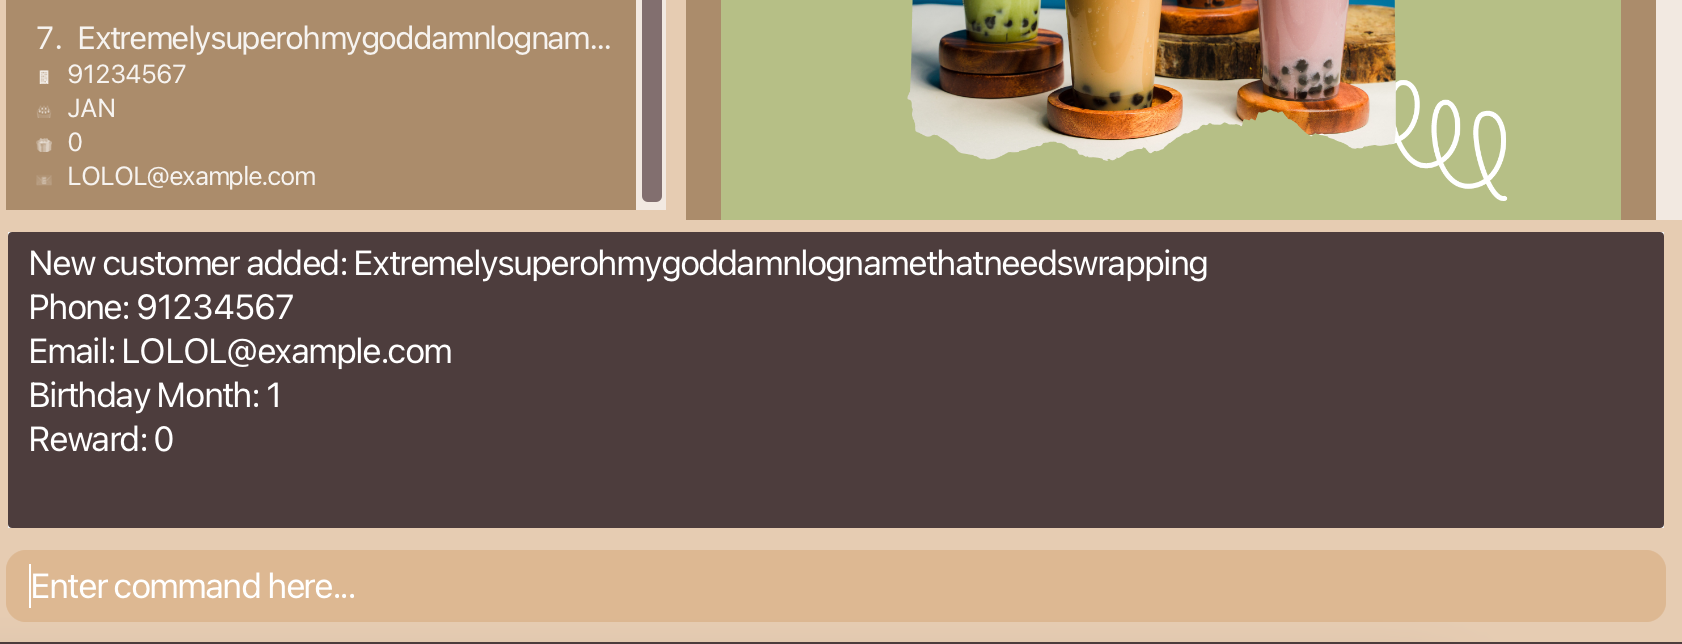 7. Extremelysuperohmygoddamnlognam...
91234567
JAN
0
LOLOL@example.com
New customer added: Extremelysuperohmygoddamnlognamethatneedswrapping
Phone: 91234567
Email: LOLOL@example.com
Birthday Month: 1
Reward: 0
Enter command here...